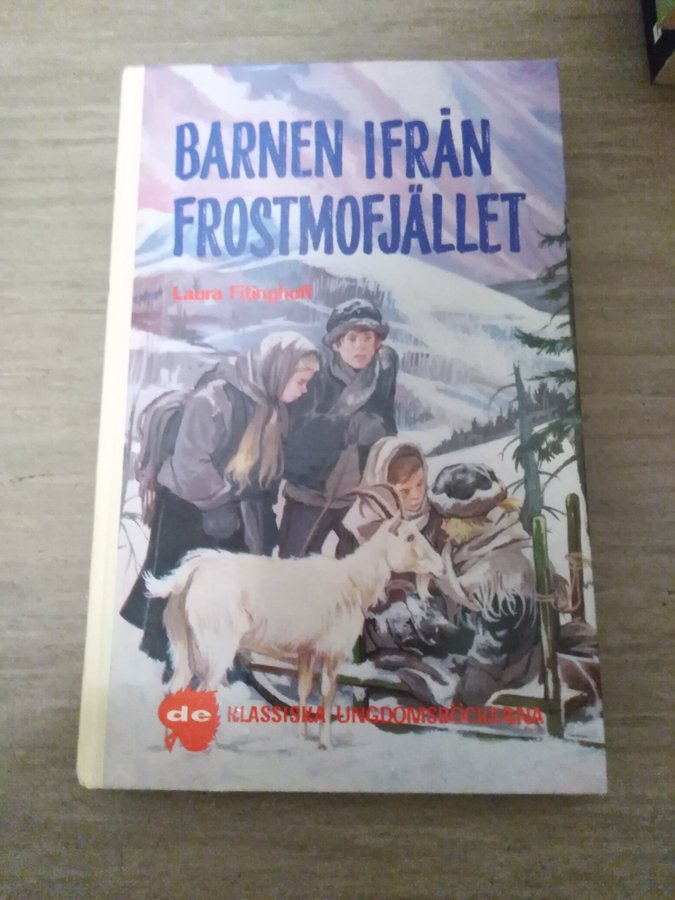 BARNEN IFRÅN
FROSTMOFJÄLLET
Laura Fitinghoff
de KLASSISKA UNGDOMSBÖCKERNA